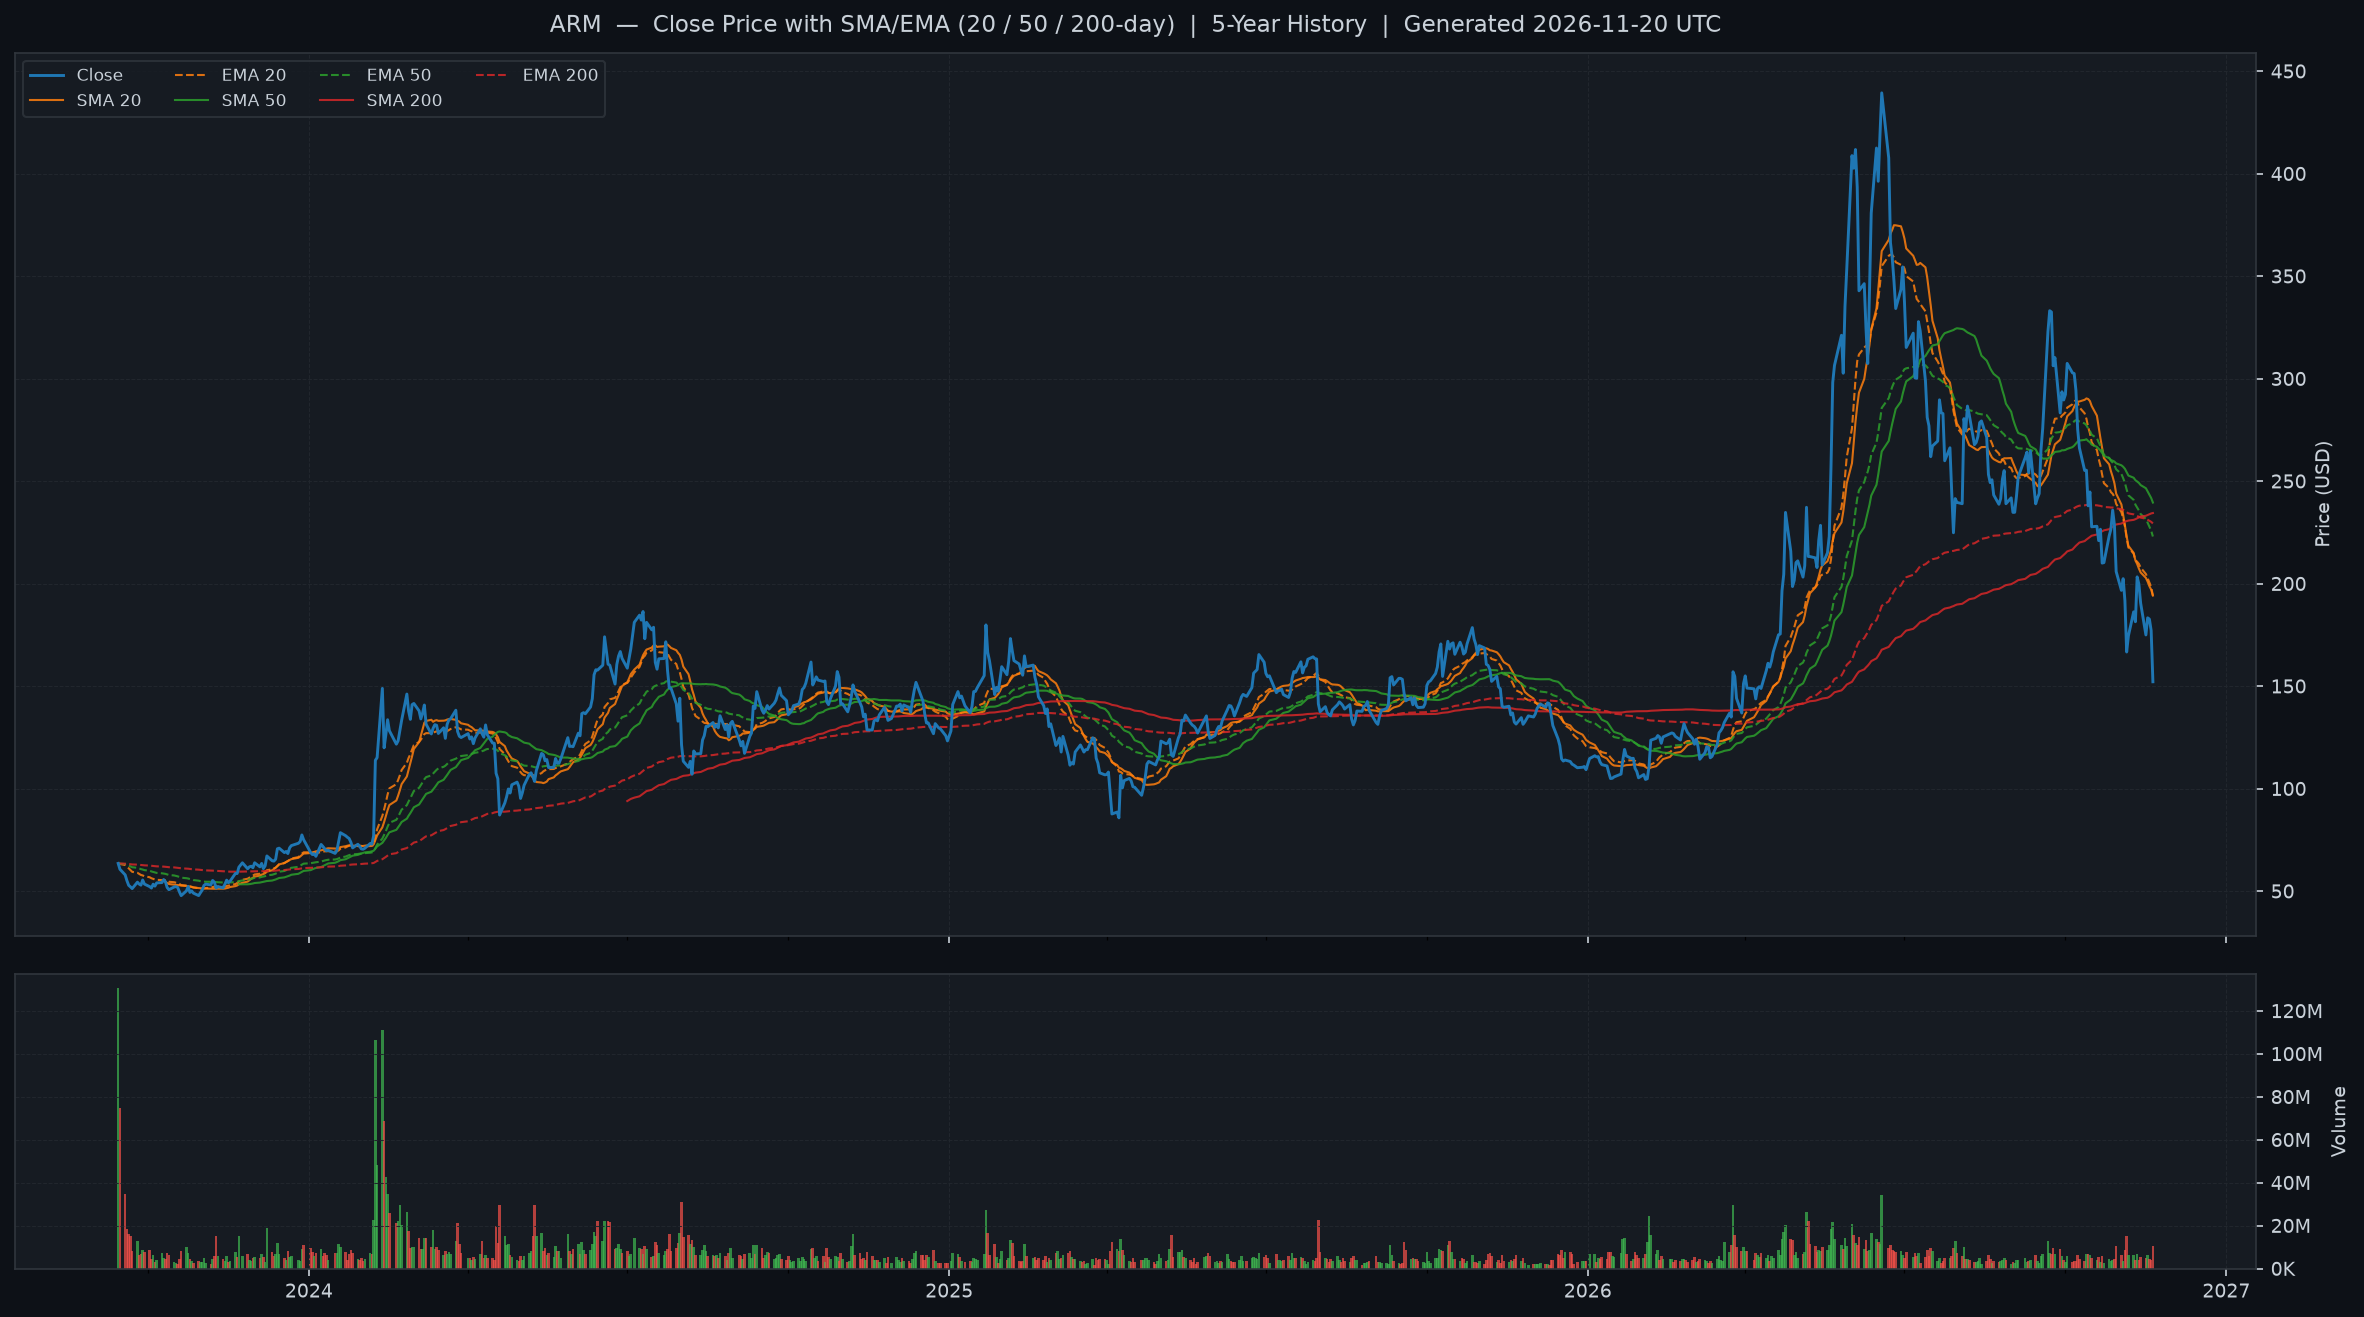 ARM — Close Price with SMA/EMA (20 / 50 / 200-day) | 5-Year History | Generated 2026-11-20 UTC
Close EMA 20 EMA 50 EMA 200
SMA 20 SMA 50 SMA 200
450
400
350
300
250
200
150
100
50
Price (USD)
120M
100M
80M
60M
40M
20M
0K
Volume
2024 2025 2026 2027